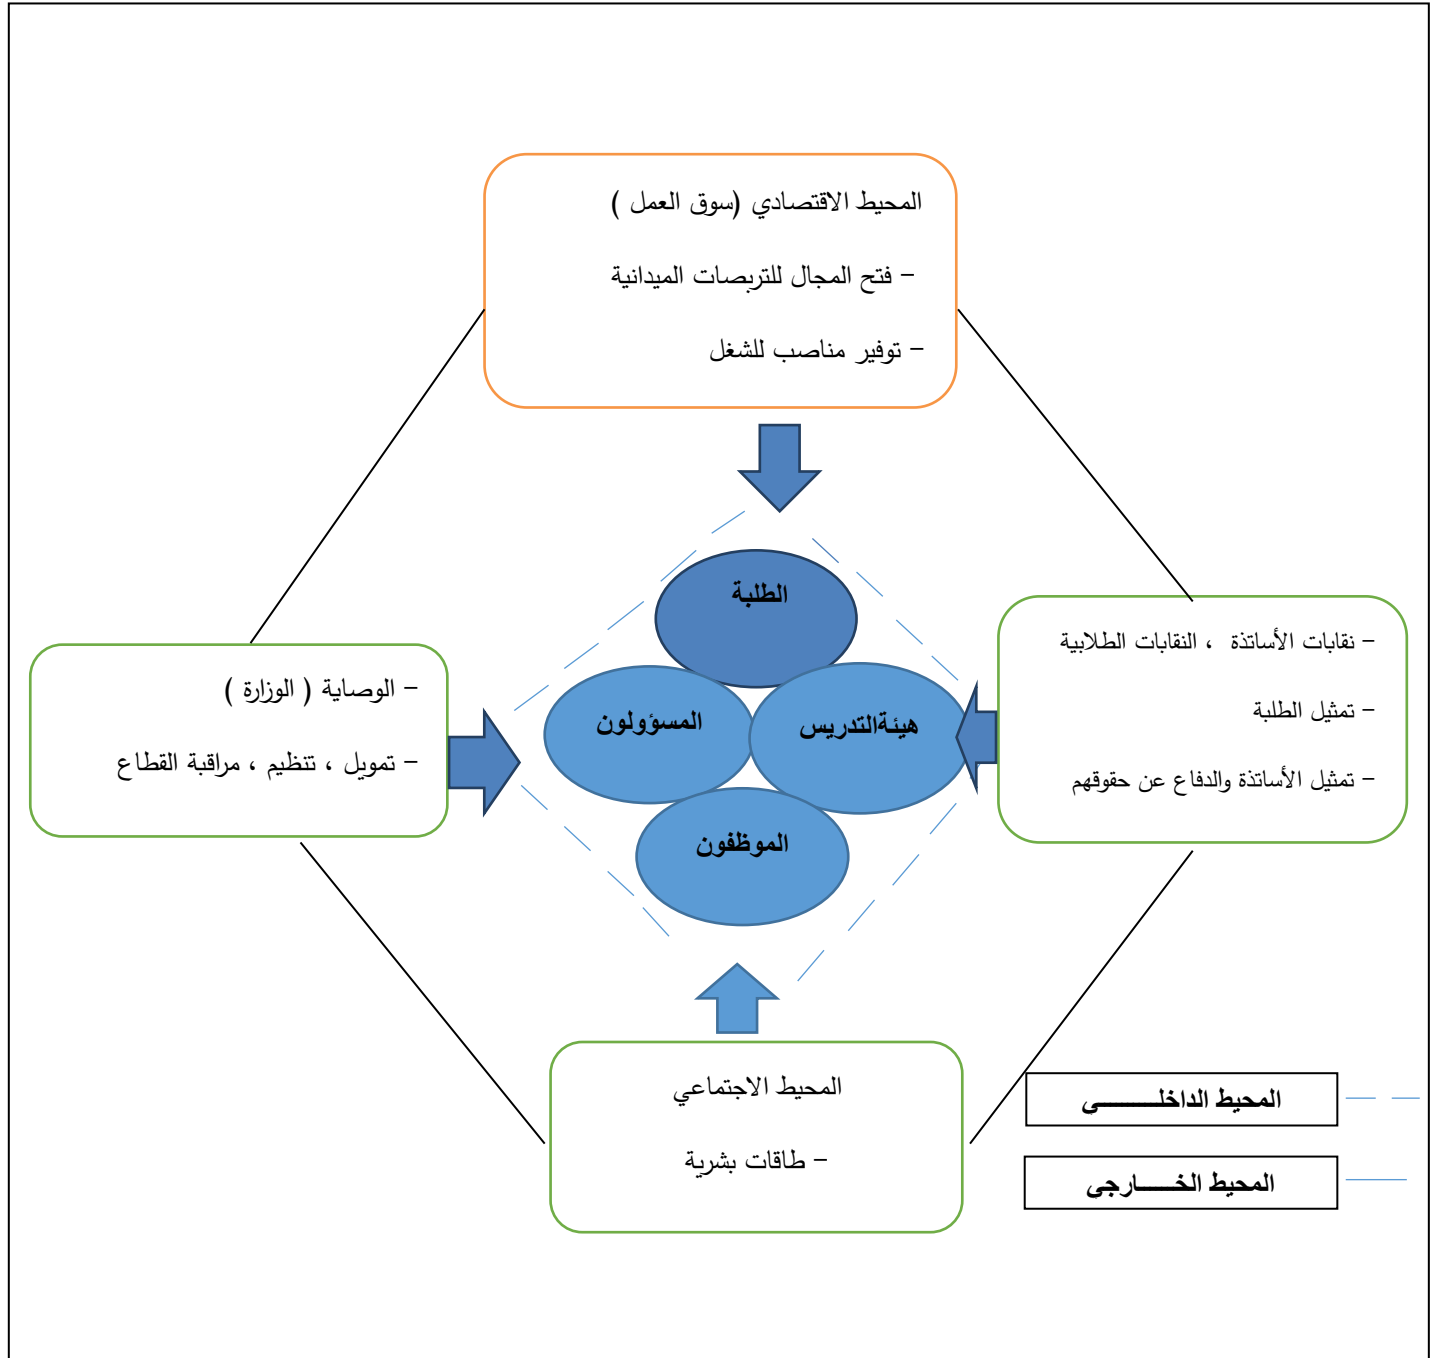 المحيط الاقتصادي (سوق العمل )
– فتح المجال للتربصات الميدانية
– توفير مناصب للشغل
الطلبة
– نقابات الأساتذة ، النقابات الطلابية
– تمثيل الطلبة
– تمثيل الأساتذة والدفاع عن حقوقهم
هيئةالتدريس
المسؤولون
– الوصاية ( الوزارة )
– تمويل ، تنظيم ، مراقبة القطاع
الموظفون
المحيط الاجتماعي
– طاقات بشرية
المحيط الداخلــــــــي
المحيط الخــــــارجي